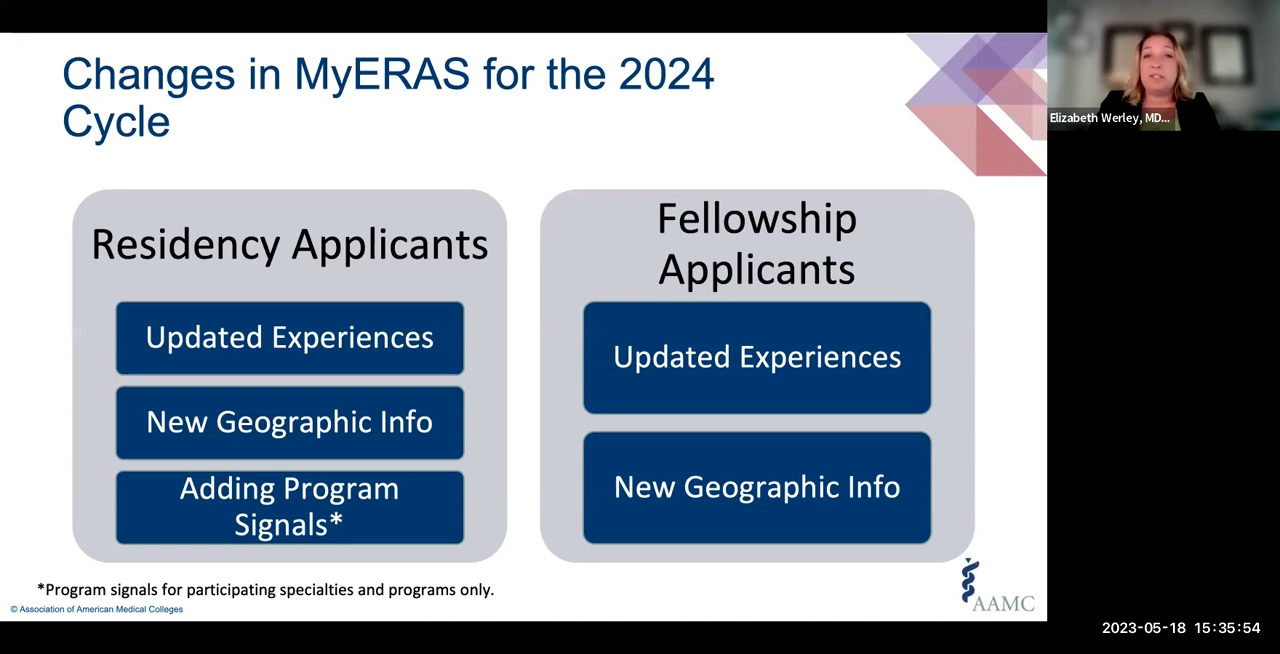 Changes in MyERAS for the 2024
Cycle
Residency Applicants
Updated Experiences
New Geographic Info
Adding Program
Signals*
Fellowship
Applicants
Updated Experiences
New Geographic Info
*Program signals for participating specialties and programs only.
© Association of American Medical Colleges
AAMC
Elizabeth Werley, MD...
2023-05-18 15:35:54